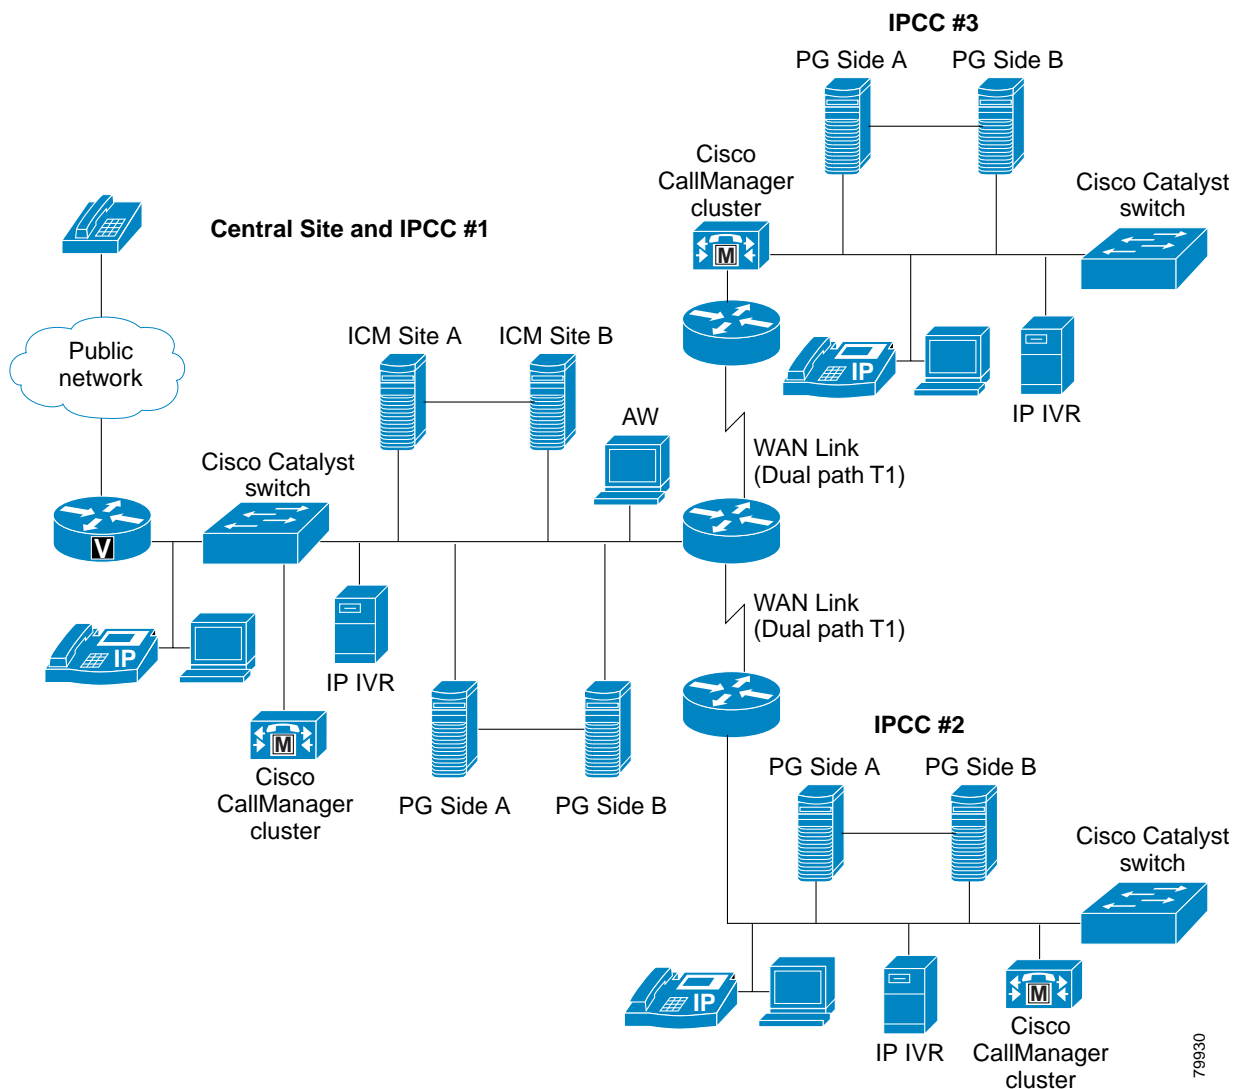 IPCC #3
PG Side A
PG Side B
Cisco
CallManager
cluster
Cisco Catalyst
switch
M
IP
IP IVR
Central Site and IPCC #1
Public
network
ICM Site A
ICM Site B
AW
Cisco Catalyst
switch
V
WAN Link
(Dual path T1)
IP
IP IVR
M
Cisco
CallManager
cluster
PG Side A
PG Side B
WAN Link
(Dual path T1)
IPCC #2
PG Side A
PG Side B
Cisco Catalyst
switch
IP
IP IVR
M
Cisco
CallManager
cluster
79930